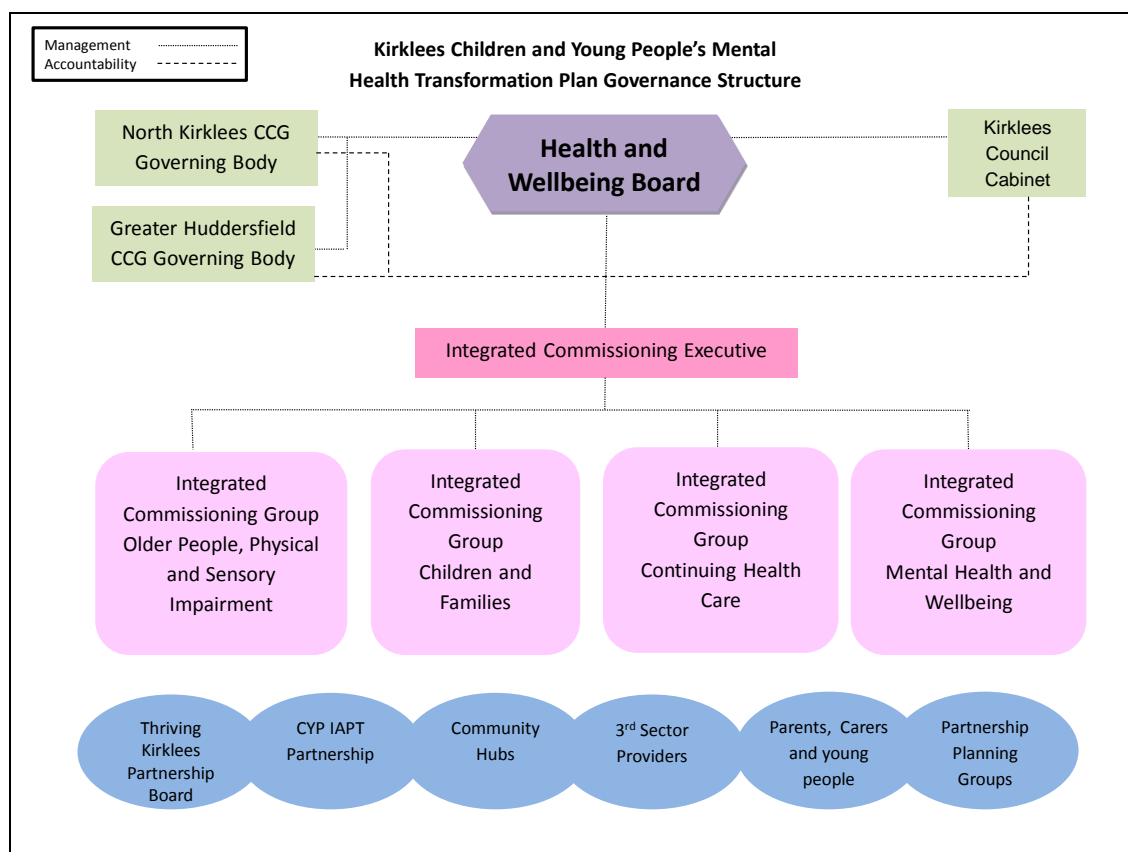 Management
Accountability
Kirklees Children and Young People’s Mental
Health Transformation Plan Governance Structure
North Kirklees CCG
Governing Body
Health and
Wellbeing Board
Kirklees
Council
Cabinet
Greater Huddersfield
CCG Governing Body
Integrated Commissioning Executive
Integrated
Commissioning Group
Older People, Physical
and Sensory
Impairment
Integrated
Commissioning
Group
Children and
Families
Integrated
Commissioning
Group
Continuing Health
Care
Integrated
Commissioning
Group
Mental Health and
Wellbeing
Thriving
Kirklees
Partnership
Board
CYP IAPT
Partnership
Community
Hubs
3rd Sector
Providers
Parents, Carers
and young
people
Partnership
Planning
Groups